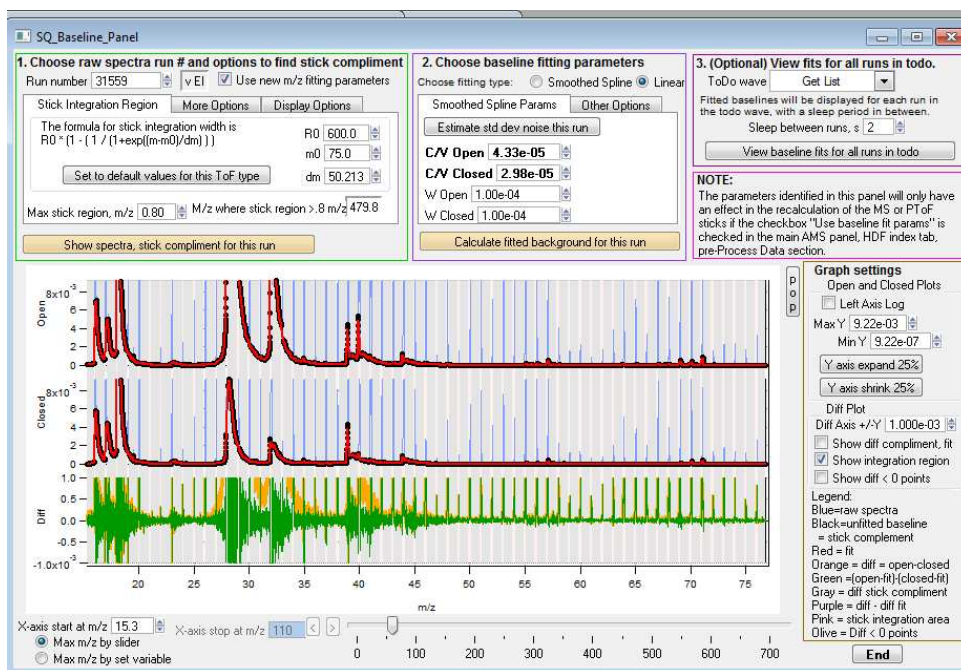 SQ_Baseline_Panel
1. Choose raw spectra run # and options to find stick compliment
Run number 31559 v EI Use new m/z fitting parameters
Stick Integration Region More Options Display Options
The formula for stick integration width is
R0 * (1 - ( 1 / (1+exp((m-m0)/dm) ) )
R0 600.0
m0 75.0
dm 50.213
Set to default values for this ToF type
Max stick region, m/z 0.80 M/z where stick region >.8 m/z 479.8
Show spectra, stick compliment for this run
2. Choose baseline fitting parameters
Choose fitting type: Smoothed Spline Linear
Smoothed Spline Params Other Options
Estimate std dev noise this run
C/V Open 4.33e-05
C/V Closed 2.98e-05
W Open 1.00e-04
W Closed 1.00e-04
Calculate fitted background for this run
3. (Optional) View fits for all runs in todo.
ToDo wave Get List
Fitted baselines will be displayed for each run in
the todo wave, with a sleep period in between.
Sleep between runs, s 2
View baseline fits for all runs in todo
NOTE:
The parameters identified in this panel will only have
an effect in the recalculation of the MS or PToF
sticks if the checkbox "Use baseline fit params" is
checked in the main AMS panel, HDF index tab,
pre-Process Data section.
8x10⁻³
6
4
2
0
Open
8x10⁻³
6
4
2
0
Closed
1.0
0.5
0.0
-0.5
-1.0x10⁻³
Diff
20 25 30 35 40 45 50 55 60 65 70 75
m/z
P
o
p
Graph settings
Open and Closed Plots
Left Axis Log
Max Y 9.22e-03
Min Y 9.22e-07
Y axis expand 25%
Y axis shrink 25%
Diff Plot
Diff Axis +/-Y 1.000e-03
Show diff compliment, fit
Show integration region
Show diff < 0 points
Legend:
Blue=raw spectra
Black=unfitted baseline
= stick complement
Red = fit
Orange = diff = open-closed
Green =(open-fit)-(closed-fit)
Gray = diff stick compliment
Purple = diff - diff fit
Pink = stick integration area
Olive = Diff < 0 points
End
X-axis start at m/z 15.3 X-axis stop at m/z 110 < >
Max m/z by slider
Max m/z by set variable
0 100 200 300 400 500 600 700